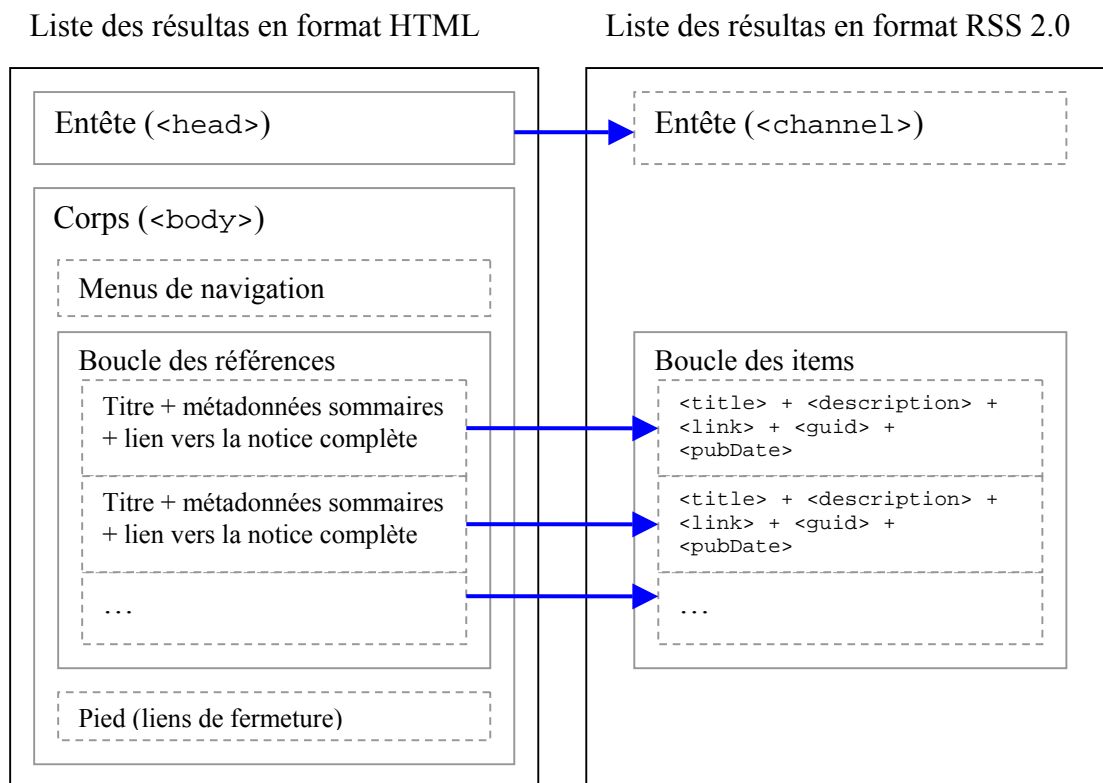 Liste des résultas en format HTML
Entête (<head>)
Corps (<body>)
Menus de navigation
Boucle des références
Titre + métadonnées sommaires
+ lien vers la notice complète
Titre + métadonnées sommaires
+ lien vers la notice complète
…
Pied (liens de fermeture)
Liste des résultas en format RSS 2.0
Entête (<channel>)
Boucle des items
<title> + <description> +
<link> + <guid> +
<pubDate>
<title> + <description> +
<link> + <guid> +
<pubDate>
…